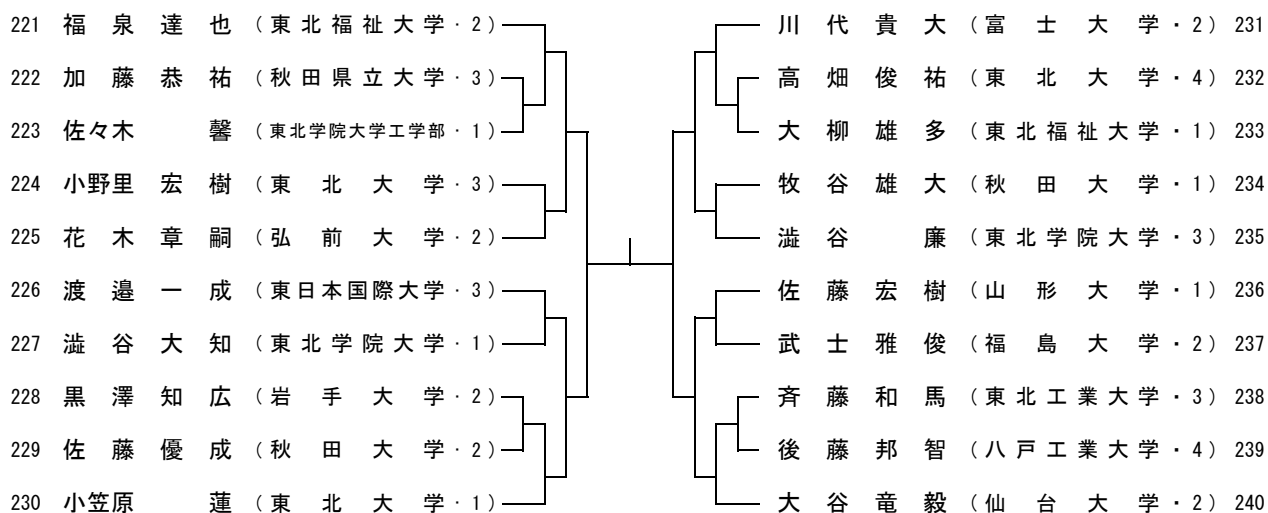 221 福泉達也 (東北福祉大学・2)
222 加藤恭祐 (秋田県立大学・3)
223 佐々木馨 (東北学院大学工学部・1)
224 小野里宏樹 (東北大学・3)
225 花木章嗣 (弘前大学・2)
226 渡邉一成 (東日本国際大学・3)
227 澁谷大知 (東北学院大学・1)
228 黒澤知広 (岩手大学・2)
229 佐藤優成 (秋田大学・2)
230 小笠原蓮 (東北大学・1)
川代貴大 (富士大学・2) 231
高畑俊祐 (東北大学・4) 232
大柳雄多 (東北福祉大学・1) 233
牧谷雄大 (秋田大学・1) 234
澁谷廉 (東北学院大学・3) 235
佐藤宏樹 (山形大学・1) 236
武士雅俊 (福島大学・2) 237
斉藤和馬 (東北工業大学・3) 238
後藤邦智 (八戸工業大学・4) 239
大谷竜毅 (仙台大学・2) 240